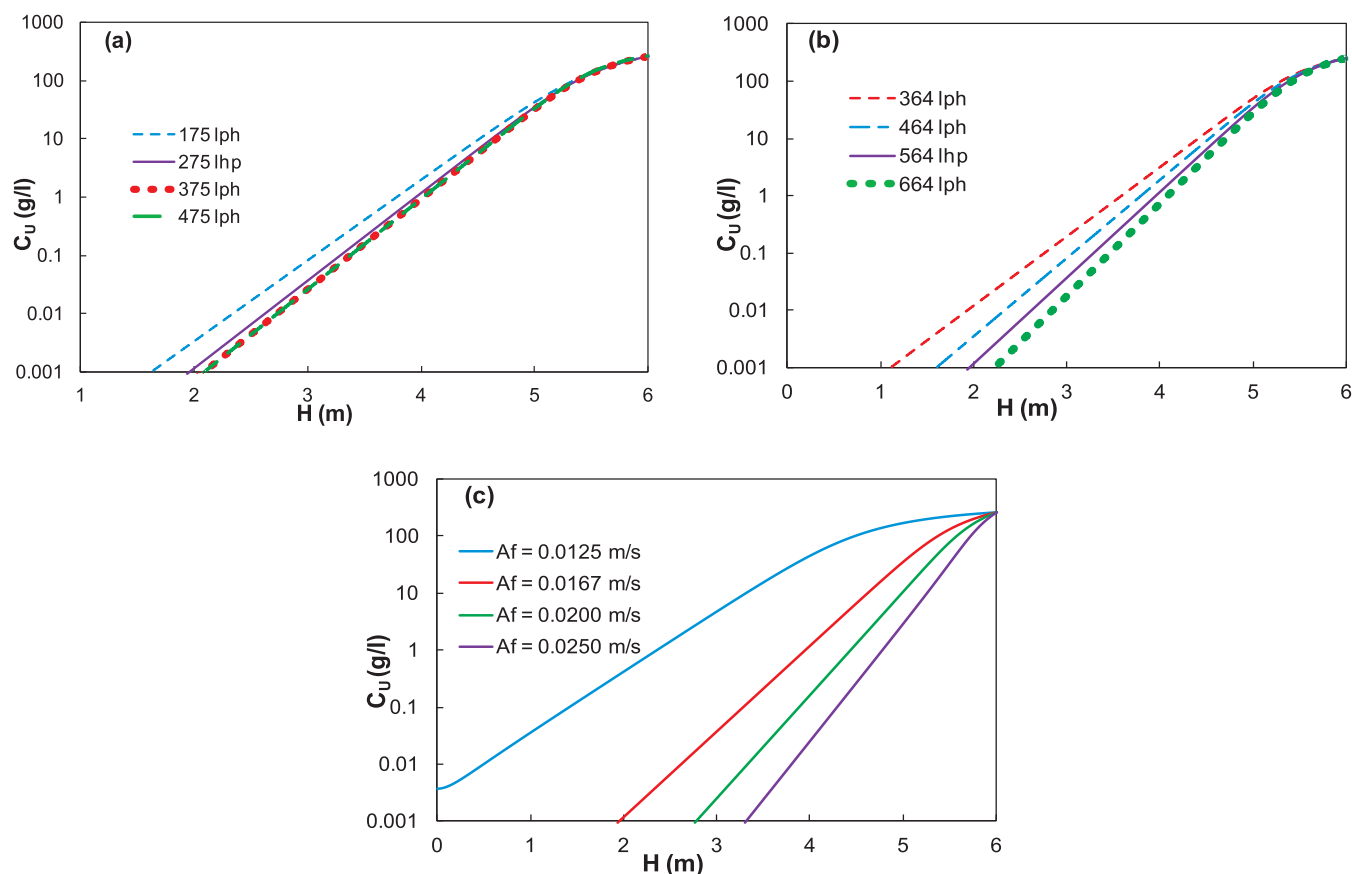 (a)
1000
100
10
1
0.1
0.01
0.001
C_U (g/l)
175 lph
275 lhp
375 lph
475 lph
1 2 3 4 5 6
H (m)
(b)
1000
100
10
1
0.1
0.01
0.001
C_U (g/l)
364 lph
464 lph
564 lhp
664 lph
0 1 2 3 4 5 6
H (m)
(c)
1000
100
10
1
0.1
0.01
0.001
C_U (g/l)
Af = 0.0125 m/s
Af = 0.0167 m/s
Af = 0.0200 m/s
Af = 0.0250 m/s
0 1 2 3 4 5 6
H (m)